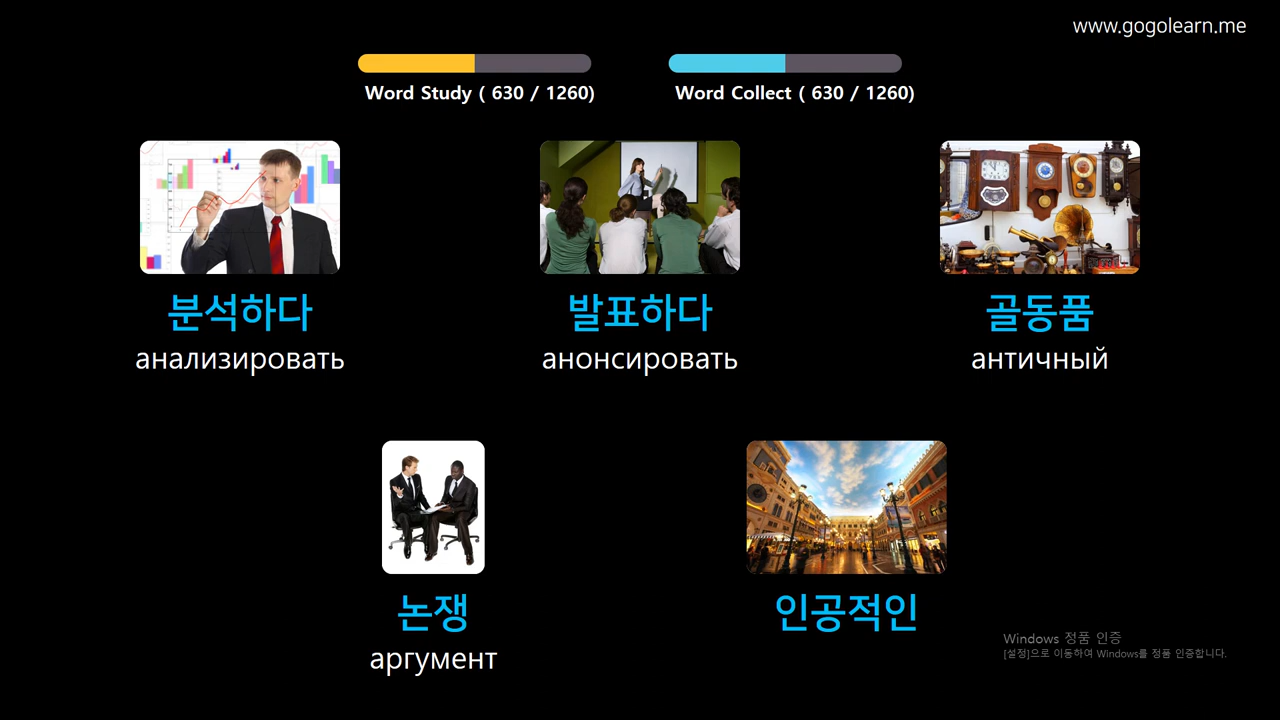 www.gogolearn.me
Word Study ( 630 / 1260)
Word Collect ( 630 / 1260)
분석하다
анализировать
발표하다
анонсировать
골동품
античный
논쟁
аргумент
인공적인
Windows 정품 인증
[설정]으로 이동하여 Windows를 정품 인증합니다.